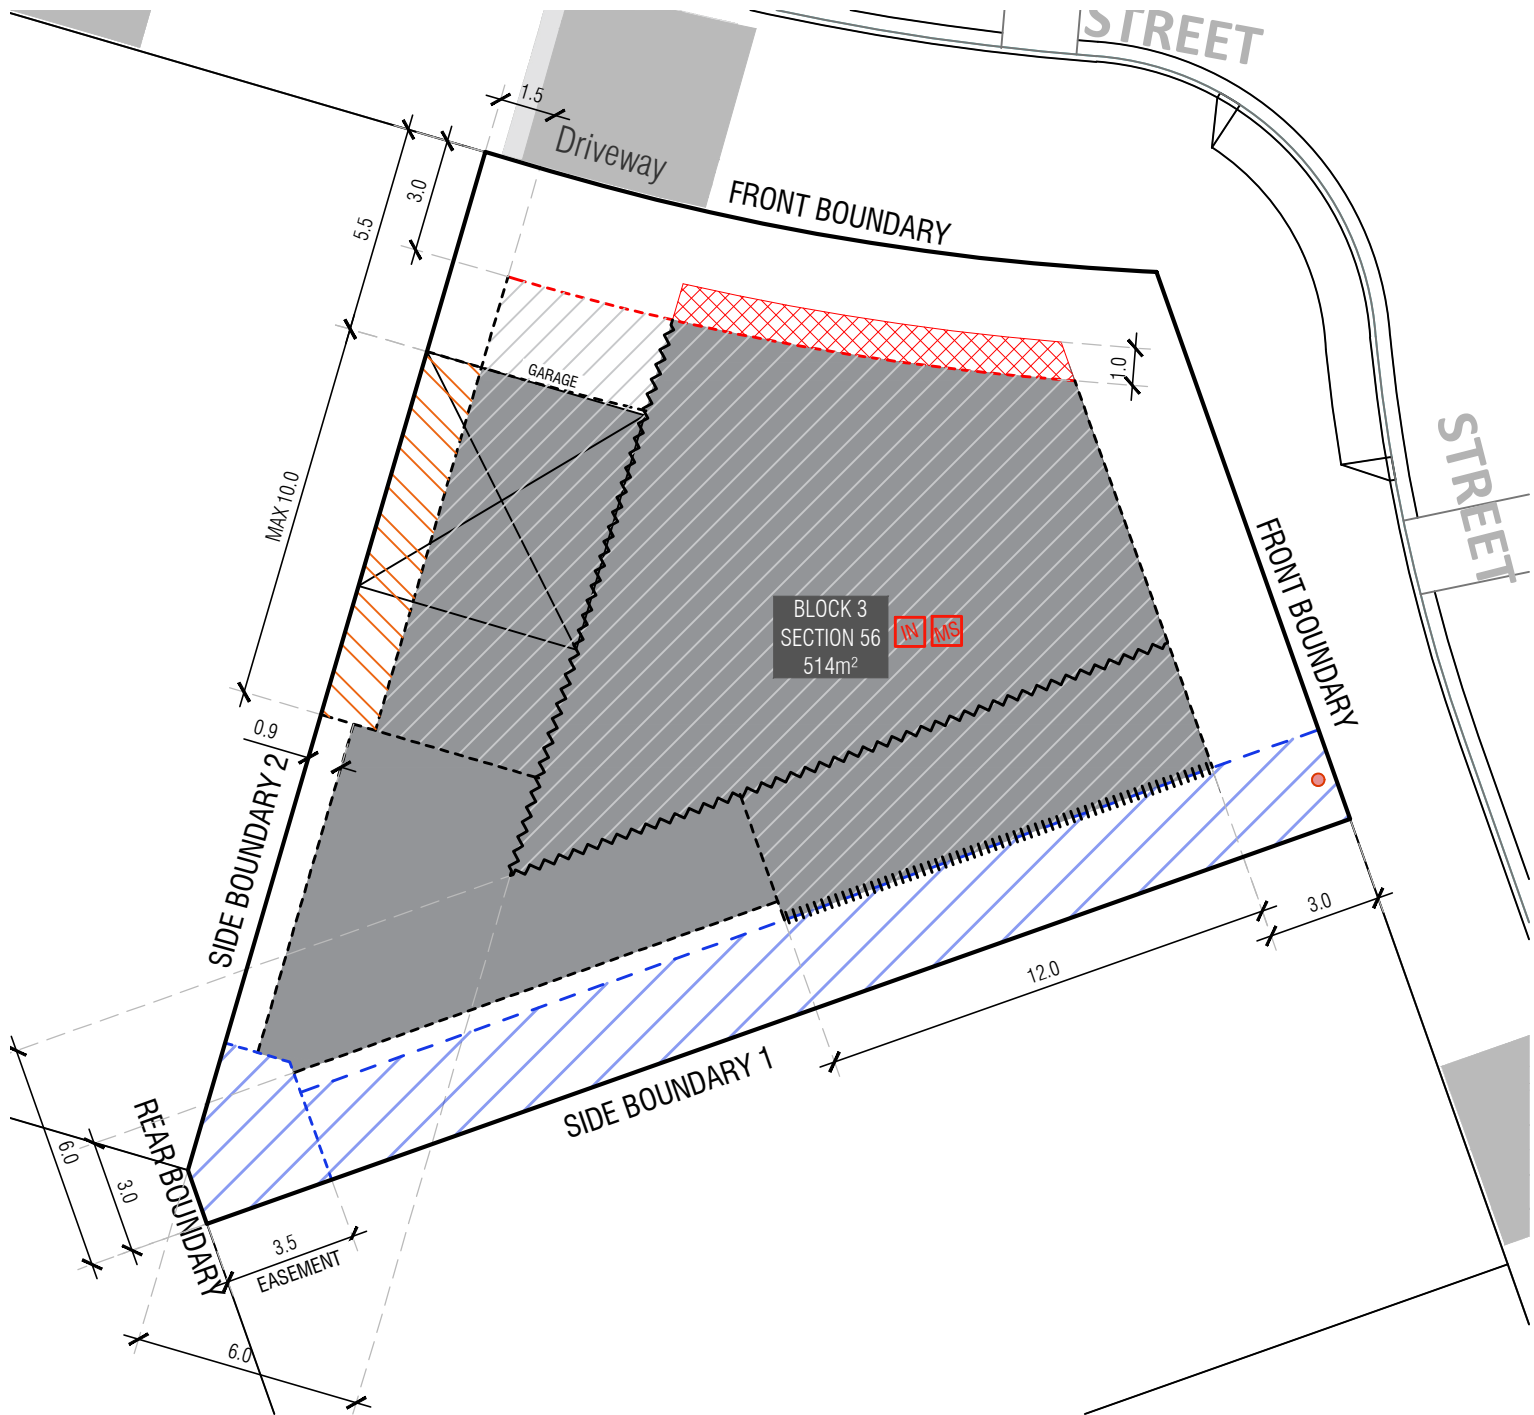 STREET
1.5
Driveway
FRONT BOUNDARY
3.0
5.5
GARAGE
1.0
MAX 10.0
STREET
FRONT BOUNDARY
BLOCK 3
SECTION 56
514m²
IN
MS
0.9
SIDE BOUNDARY 2
3.0
12.0
SIDE BOUNDARY 1
REAR BOUNDARY
6.0
3.0
3.5
EASEMENT
6.0